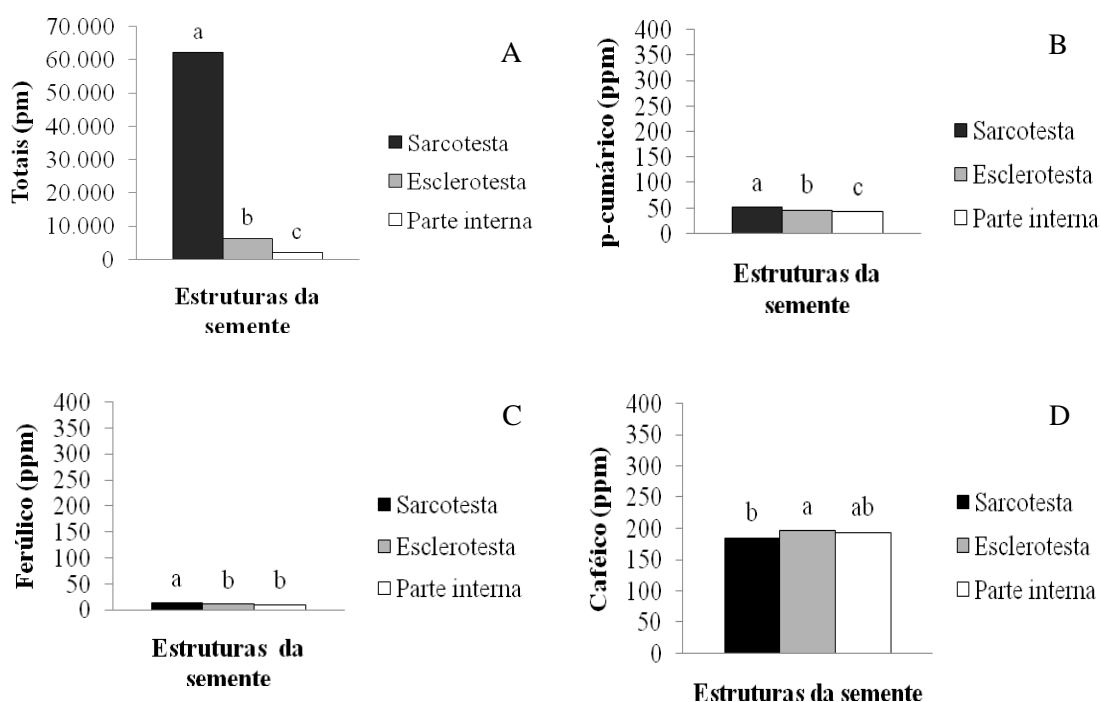 A
Totais (pm)
70.000
60.000
50.000
40.000
30.000
20.000
10.000
0
a
b
c
Sarcotesta
Esclerotesta
Parte interna
Estruturas da
semente
B
p-cumárico (ppm)
400
350
300
250
200
150
100
50
0
a
b
c
Sarcotesta
Esclerotesta
Parte interna
Estruturas da
semente
C
Ferúlico (ppm)
400
350
300
250
200
150
100
50
0
a
b
b
Sarcotesta
Esclerotesta
Parte interna
Estruturas da
semente
D
Caféico (ppm)
400
350
300
250
200
150
100
50
0
b
a
ab
Sarcotesta
Esclerotesta
Parte interna
Estruturas da semente